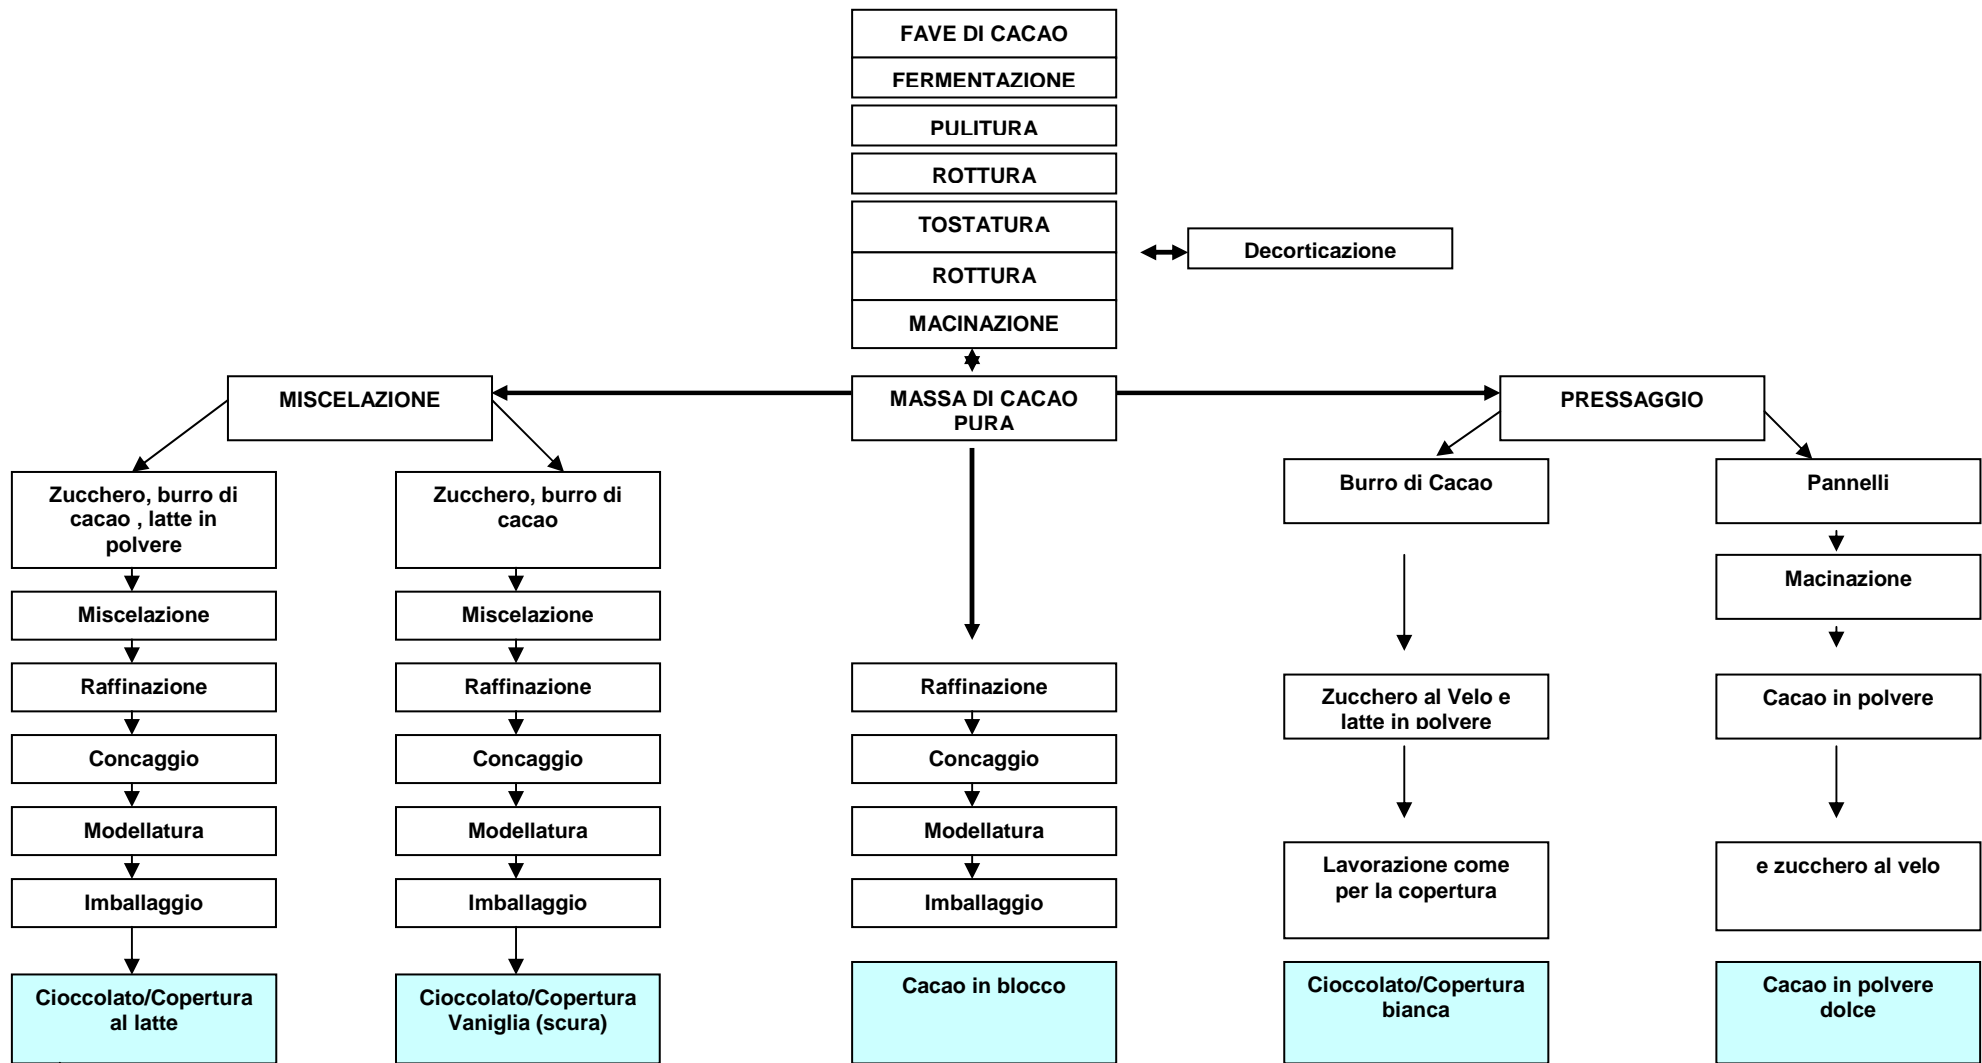 FAVE DI CACAO
FERMENTAZIONE
PULITURA
ROTTURA
TOSTATURA
Decorticazione
ROTTURA
MACINAZIONE
MISCELAZIONE
MASSA DI CACAO
PURA
PRESSAGGIO
Zucchero, burro di
cacao , latte in
polvere
Miscelazione
Raffinazione
Concaggio
Modellatura
Imballaggio
Cioccolato/Copertura
al latte
Zucchero, burro di
cacao
Miscelazione
Raffinazione
Concaggio
Modellatura
Imballaggio
Cioccolato/Copertura
Vaniglia (scura)
Raffinazione
Concaggio
Modellatura
Imballaggio
Cacao in blocco
Burro di Cacao
Zucchero al Velo e
latte in polvere
Lavorazione come
per la copertura
Cioccolato/Copertura
bianca
Pannelli
Macinazione
Cacao in polvere
e zucchero al velo
Cacao in polvere
dolce